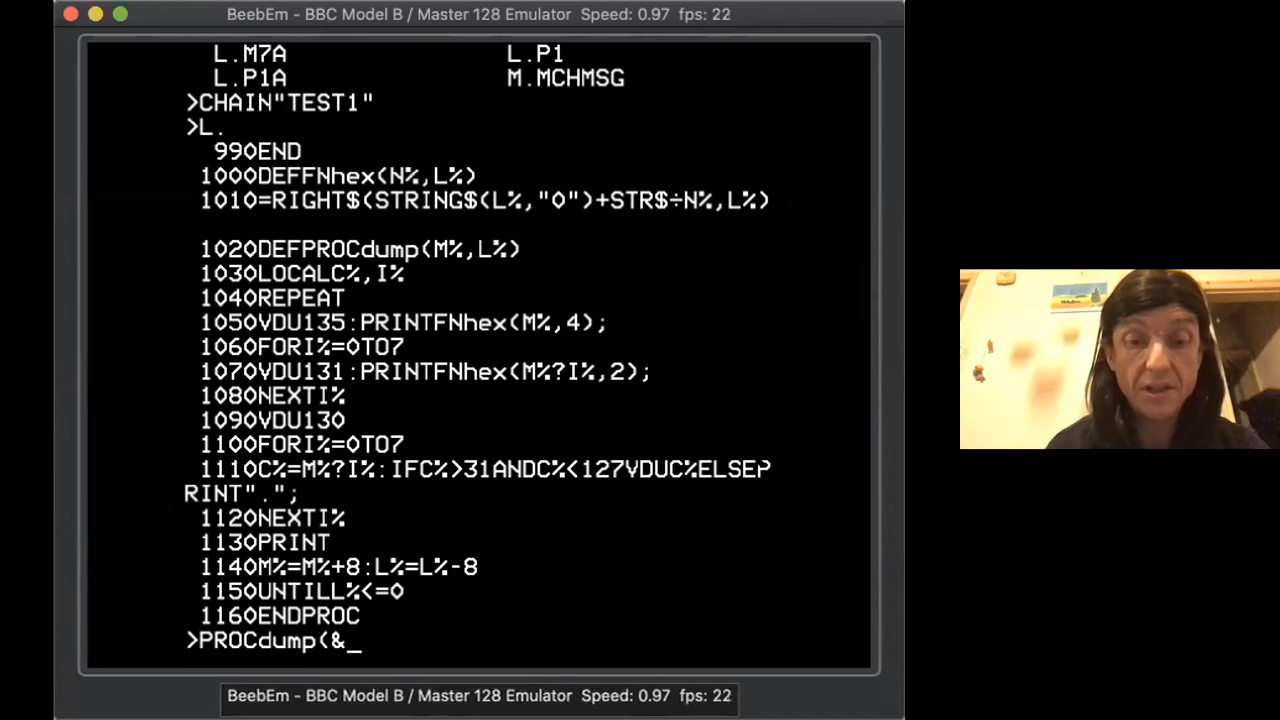 BeebEm - BBC Model B / Master 128 Emulator Speed: 0.97 fps: 22
L.M7A L.P1
L.P1A M.MCHMSG
>CHAIN"TEST1"
>L.
990END
1000DEFFNhex(N%,L%)
1010=RIGHT$(STRING$(L%,"0")+STR$÷N%,L%)
1020DEFPROCdump(M%,L%)
1030LOCALC%,I%
1040REPEAT
1050VDU135:PRINTFNhex(M%,4);
1060FORI%=0TO7
1070VDU131:PRINTFNhex(M%?I%,2);
1080NEXTI%
1090VDU130
1100FORI%=0TO7
1110C%=M%?I%:IFC%>31ANDC%<127VDUC%ELSEP
RINT".";
1120NEXTI%
1130PRINT
1140M%=M%+8:L%=L%-8
1150UNTILL%<=0
1160ENDPROC
>PROCdump(&_
BeebEm - BBC Model B / Master 128 Emulator Speed: 0.97 fps: 22